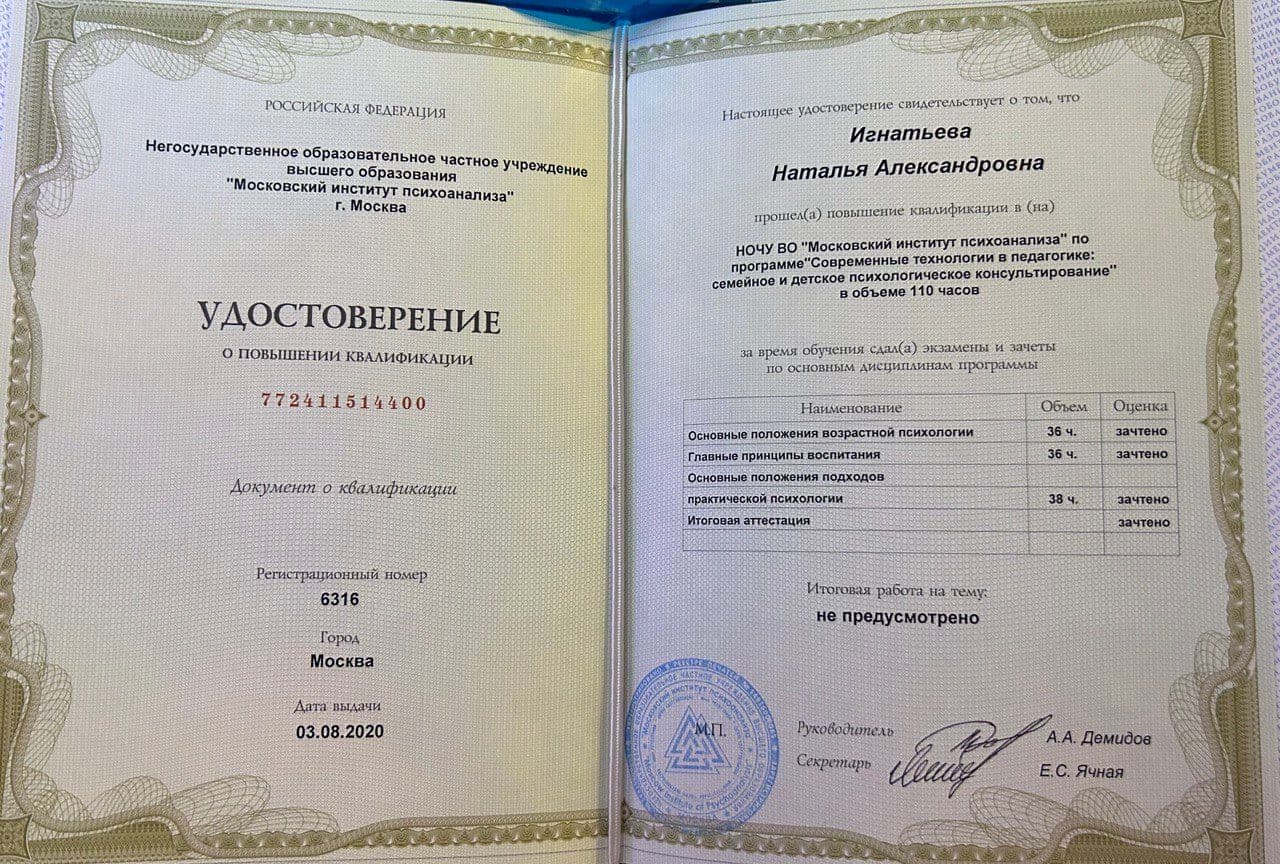 РОССИЙСКАЯ ФЕДЕРАЦИЯ
Негосударственное образовательное частное учреждение
высшего образования
"Московский институт психоанализа"
г. Москва
УДОСТОВЕРЕНИЕ
О ПОВЫШЕНИИ КВАЛИФИКАЦИИ
772411514400
Документ о квалификации
Регистрационный номер
6316
Город
Москва
Дата выдачи
03.08.2020
Настоящее удостоверение свидетельствует о том, что
Игнатьева
Наталья Александровна
прошел(а) повышение квалификации в (на)
НОЧУ ВО "Московский институт психоанализа" по
программе"Современные технологии в педагогике:
семейное и детское психологическое консультирование"
в объеме 110 часов
за время обучения сдал(а) экзамены и зачеты
по основным дисциплинам программы
Наименование Объем Оценка
Основные положения возрастной психологии 36 ч. зачтено
Главные принципы воспитания 36 ч. зачтено
Основные положения подходов
практической психологии 38 ч. зачтено
Итоговая аттестация зачтено
Итоговая работа на тему:
не предусмотрено
М.П.
Руководитель А.А. Демидов
Секретарь Е.С. Ячная
Moscow Institute of Psychoanalysis